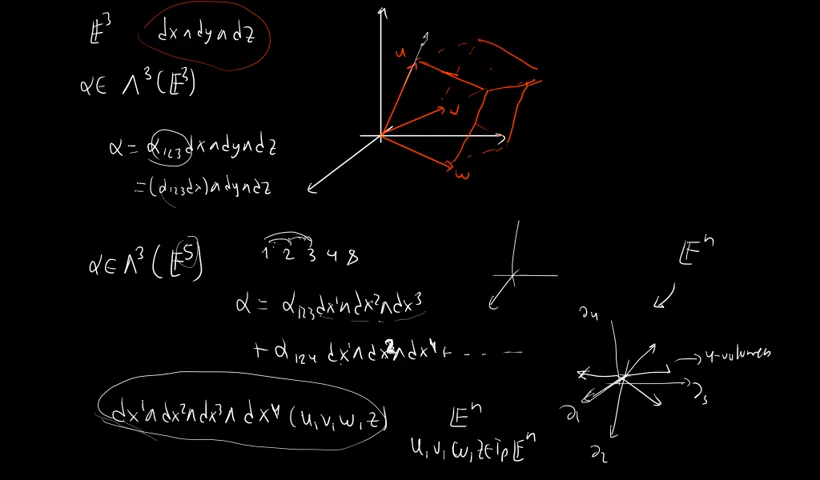 𝔼³ dx∧dy∧dz
α∈Λ³(𝔼³)
α = α₁₂₃dx∧dy∧dz
=(α₁₂₃dx)∧dy∧dz
u
v
w
α∈Λ³(𝔼⁵)
1 2 3 4 5
α = α₁₂₃dx¹∧dx²∧dx³
+ α₁₂₄ dx¹∧dx²∧dx⁴ + - - - -
dx¹∧dx²∧dx³∧dx⁴(u,v,w,z)
𝔼ⁿ
u,v,w,z∈Tₚ𝔼ⁿ
𝔼ⁿ
∂₄
4-volumes
∂₃
∂₁
∂₂